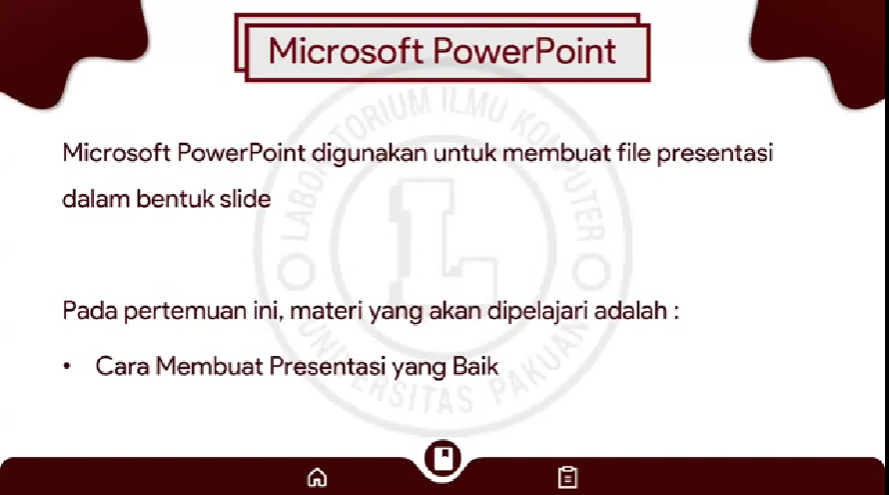 Microsoft PowerPoint
LABORATORIUM ILMU KOMPUTER
UNIVERSITAS PAKUAN
L
Microsoft PowerPoint digunakan untuk membuat file presentasi
dalam bentuk slide
Pada pertemuan ini, materi yang akan dipelajari adalah :
• Cara Membuat Presentasi yang Baik